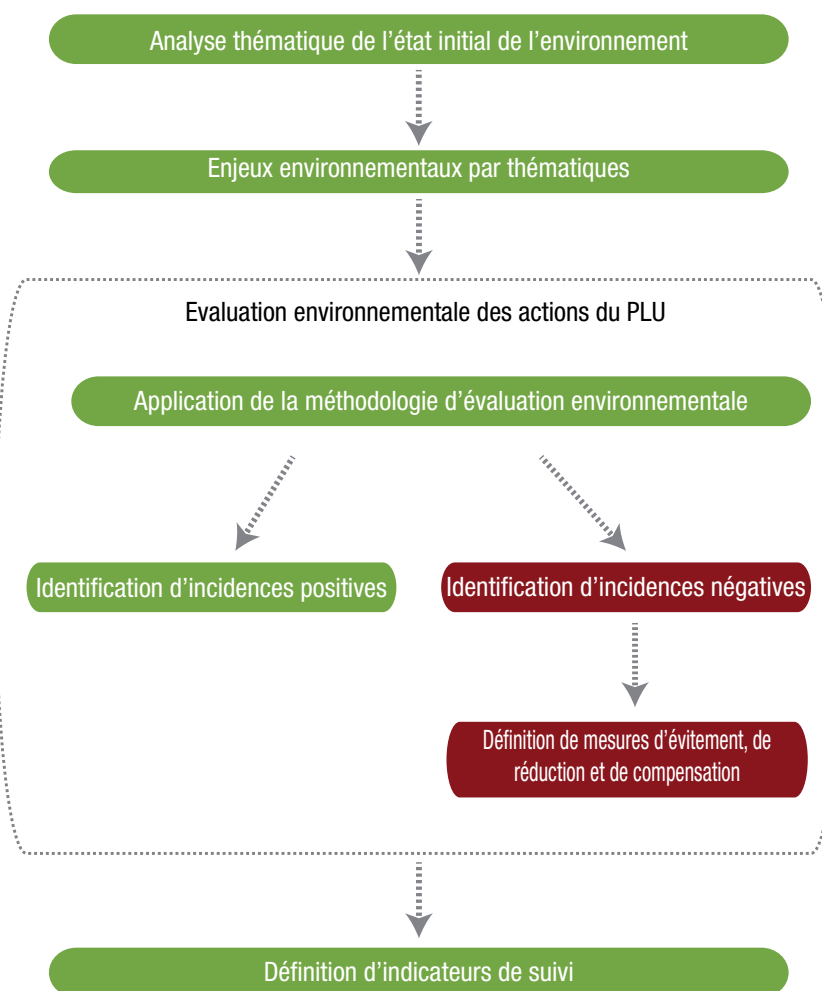 Analyse thématique de l’état initial de l’environnement
Enjeux environnementaux par thématiques
Evaluation environnementale des actions du PLU
Application de la méthodologie d’évaluation environnementale
Identification d’incidences positives
Identification d’incidences négatives
Définition de mesures d’évitement, de
réduction et de compensation
Définition d’indicateurs de suivi